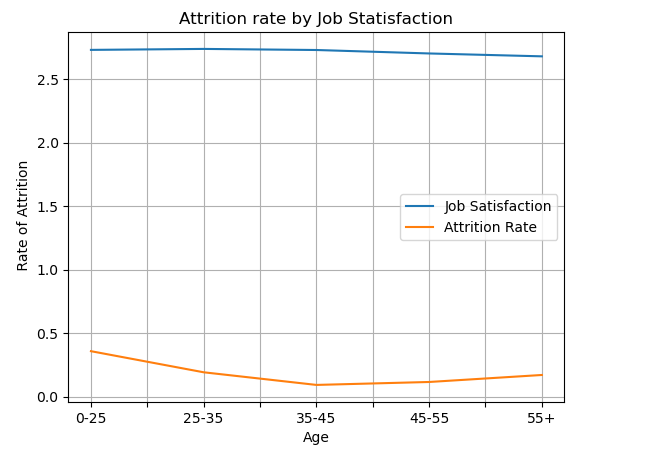 Attrition rate by Job Statisfaction
Rate of Attrition
2.5
2.0
1.5
1.0
0.5
0.0
Job Satisfaction
Attrition Rate
0-25
25-35
35-45
45-55
55+
Age